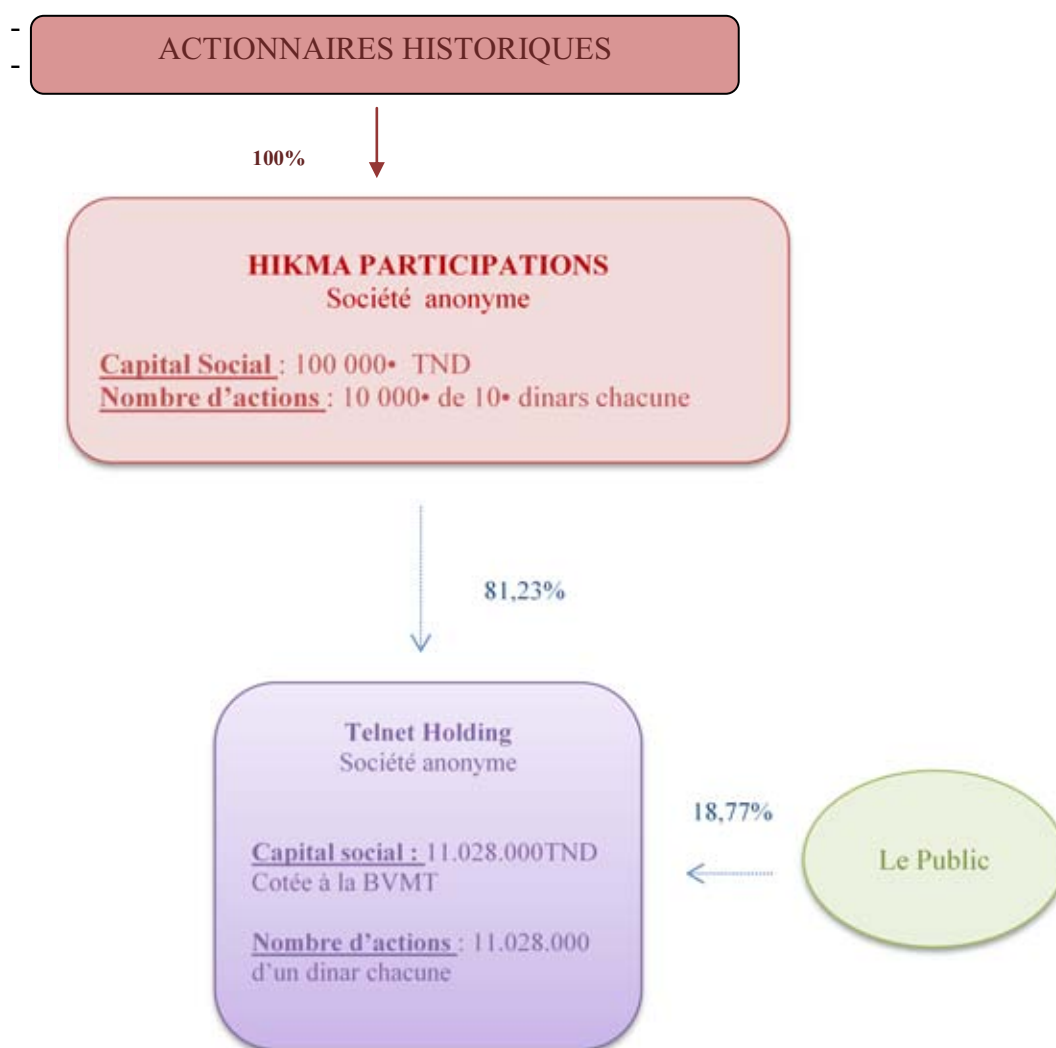 -
-
ACTIONNAIRES HISTORIQUES
100%
HIKMA PARTICIPATIONS
Société anonyme
Capital Social : 100 000• TND
Nombre d’actions : 10 000• de 10• dinars chacune
81,23%
Telnet Holding
Société anonyme
Capital social : 11.028.000TND
Cotée à la BVMT
Nombre d’actions : 11.028.000
d’un dinar chacune
18,77%
Le Public